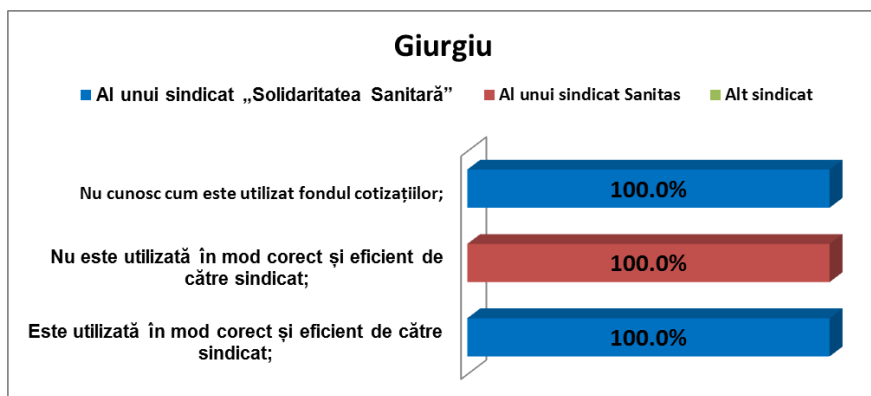 Giurgiu
Al unui sindicat „Solidaritatea Sanitară” Al unui sindicat Sanitas Alt sindicat
Nu cunosc cum este utilizat fondul cotizațiilor; 100.0%
Nu este utilizată în mod corect și eficient de
către sindicat; 100.0%
Este utilizată în mod corect și eficient de către
sindicat; 100.0%